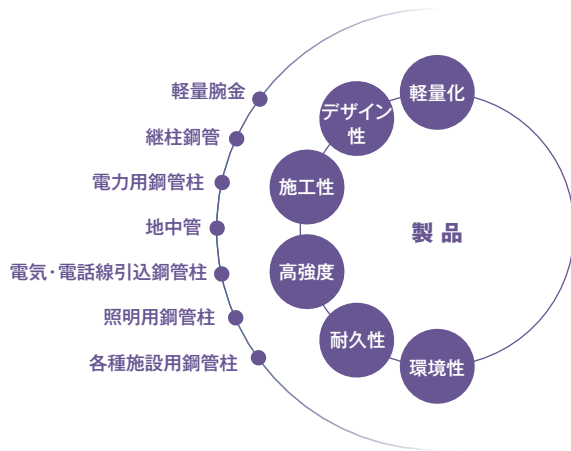 軽量腕金
継柱鋼管
電力用鋼管柱
地中管
電気・電話線引込鋼管柱
照明用鋼管柱
各種施設用鋼管柱
軽量化
デザイン
性
施工性
高強度
耐久性
環境性
製品